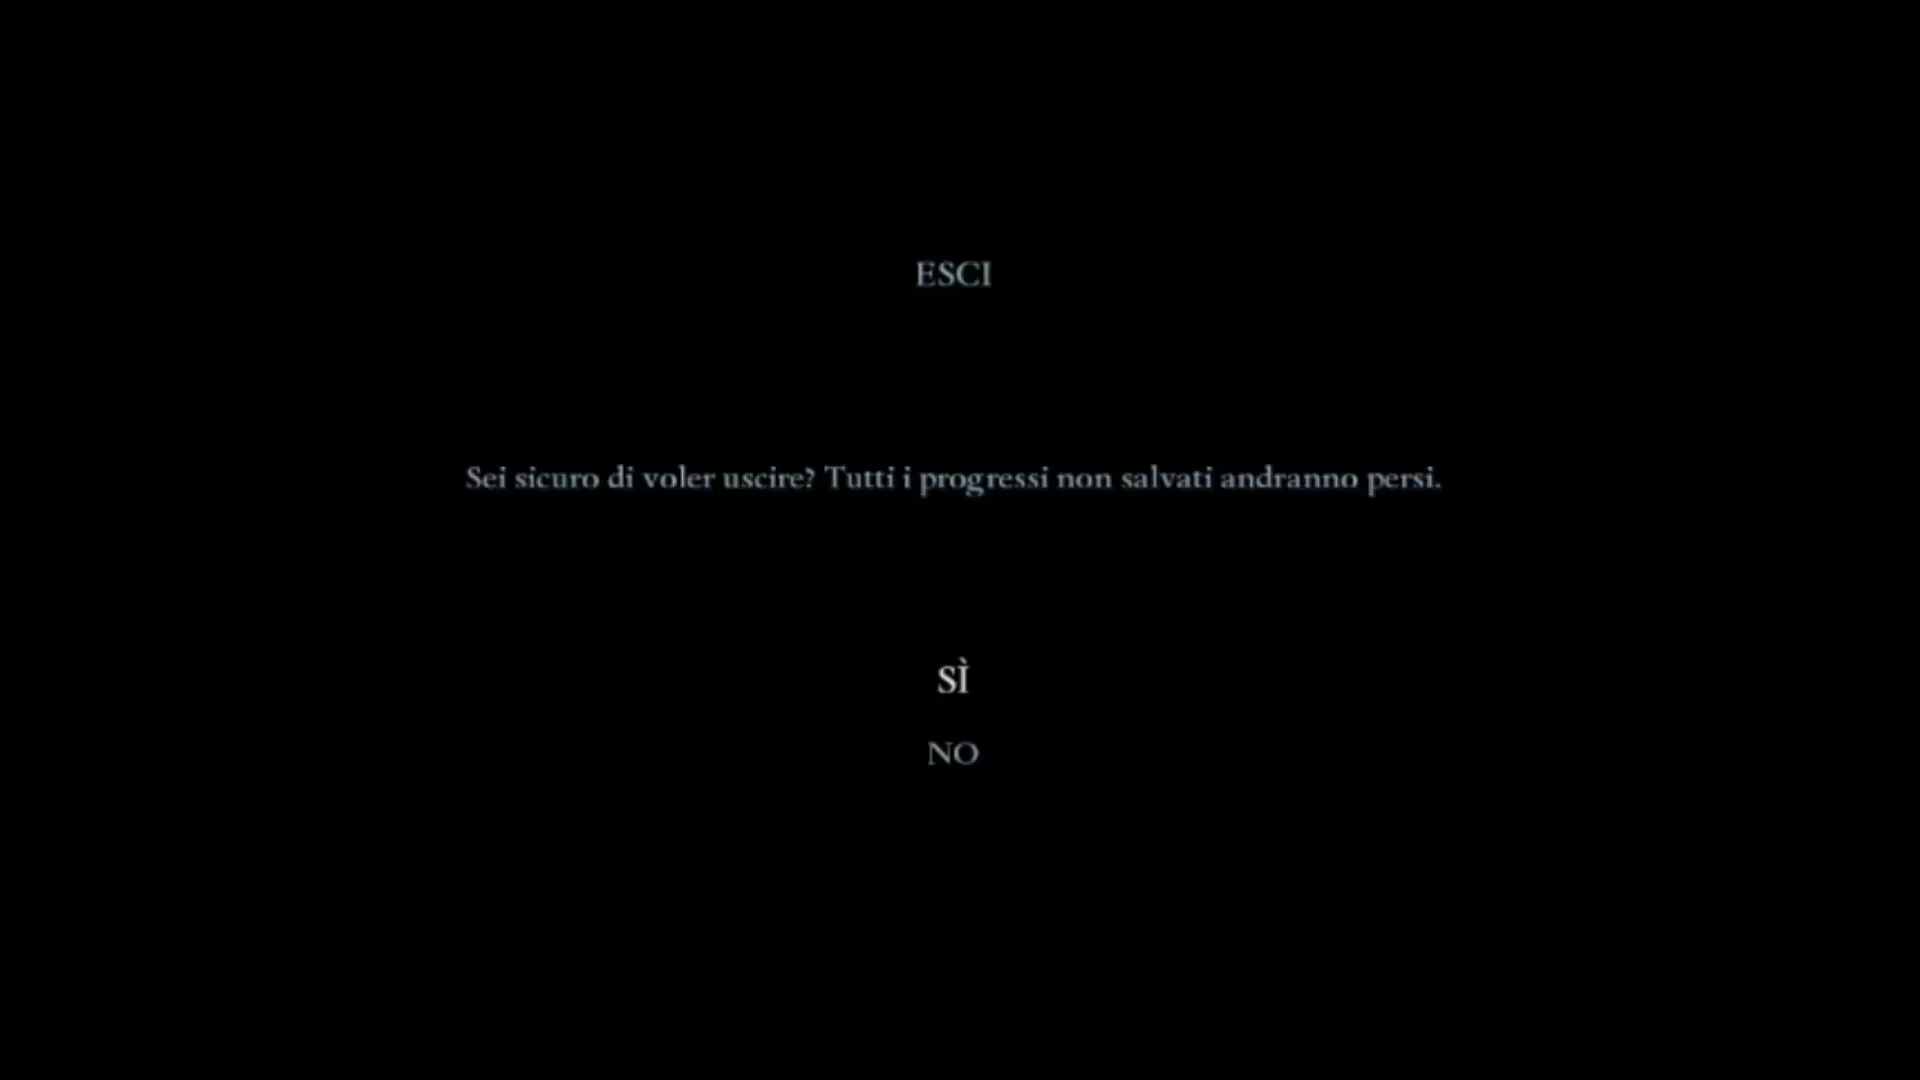 ESCI
Sei sicuro di voler uscire? Tutti i progressi non salvati andranno persi.
SÌ
NO